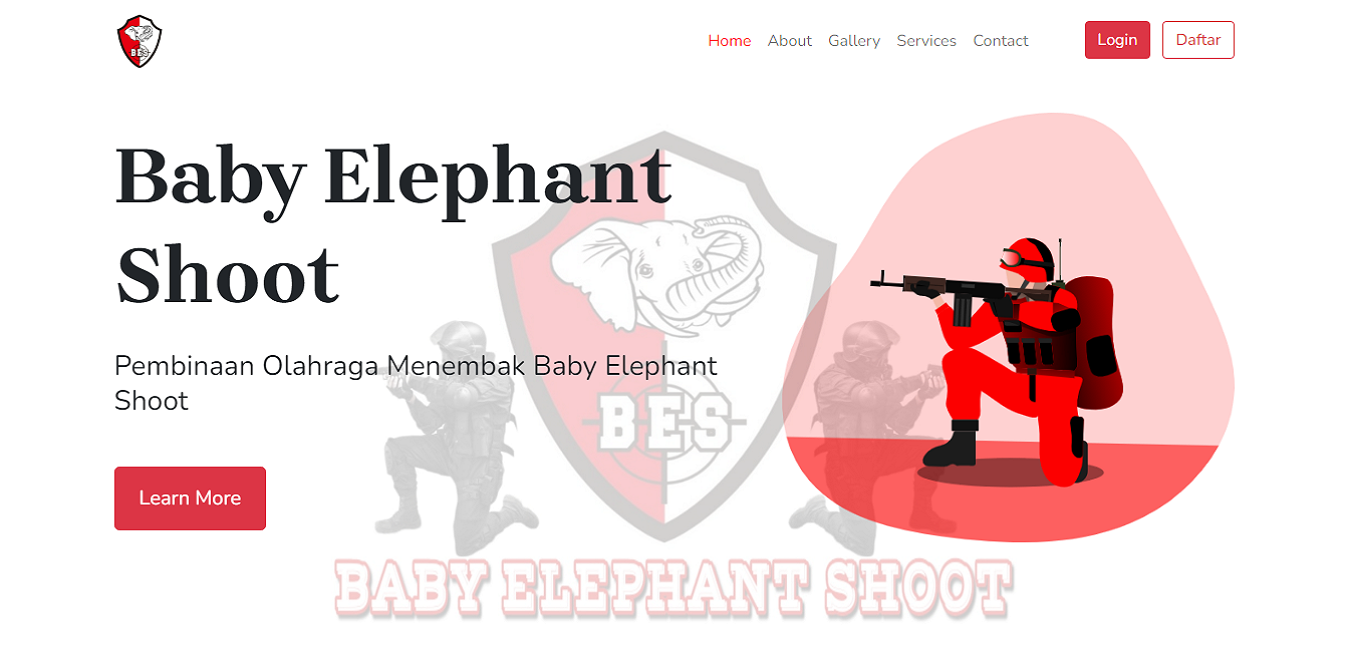 BES
Home About Gallery Services Contact Login Daftar
Baby Elephant
Shoot
Pembinaan Olahraga Menembak Baby Elephant
Shoot
BES
Learn More
BABY ELEPHANT SHOOT